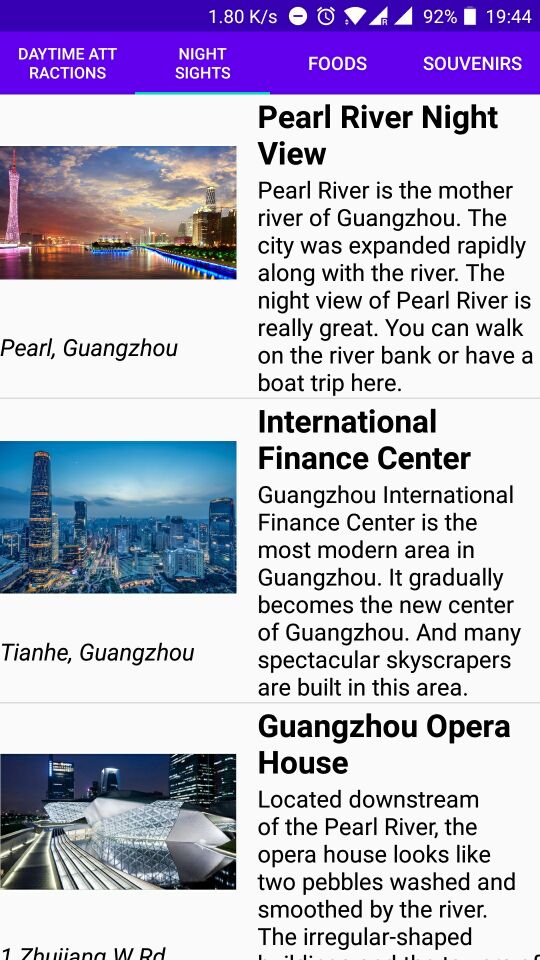 1.80 K/s 92% 19:44
DAYTIME ATT
RACTIONS
NIGHT
SIGHTS
FOODS
SOUVENIRS
Pearl River Night
View
Pearl River is the mother
river of Guangzhou. The
city was expanded rapidly
along with the river. The
night view of Pearl River is
really great. You can walk
on the river bank or have a
boat trip here.
Pearl, Guangzhou
International
Finance Center
Guangzhou International
Finance Center is the
most modern area in
Guangzhou. It gradually
becomes the new center
of Guangzhou. And many
spectacular skyscrapers
are built in this area.
Tianhe, Guangzhou
Guangzhou Opera
House
Located downstream
of the Pearl River, the
opera house looks like
two pebbles washed and
smoothed by the river.
The irregular-shaped
1 Zhujiang W Rd